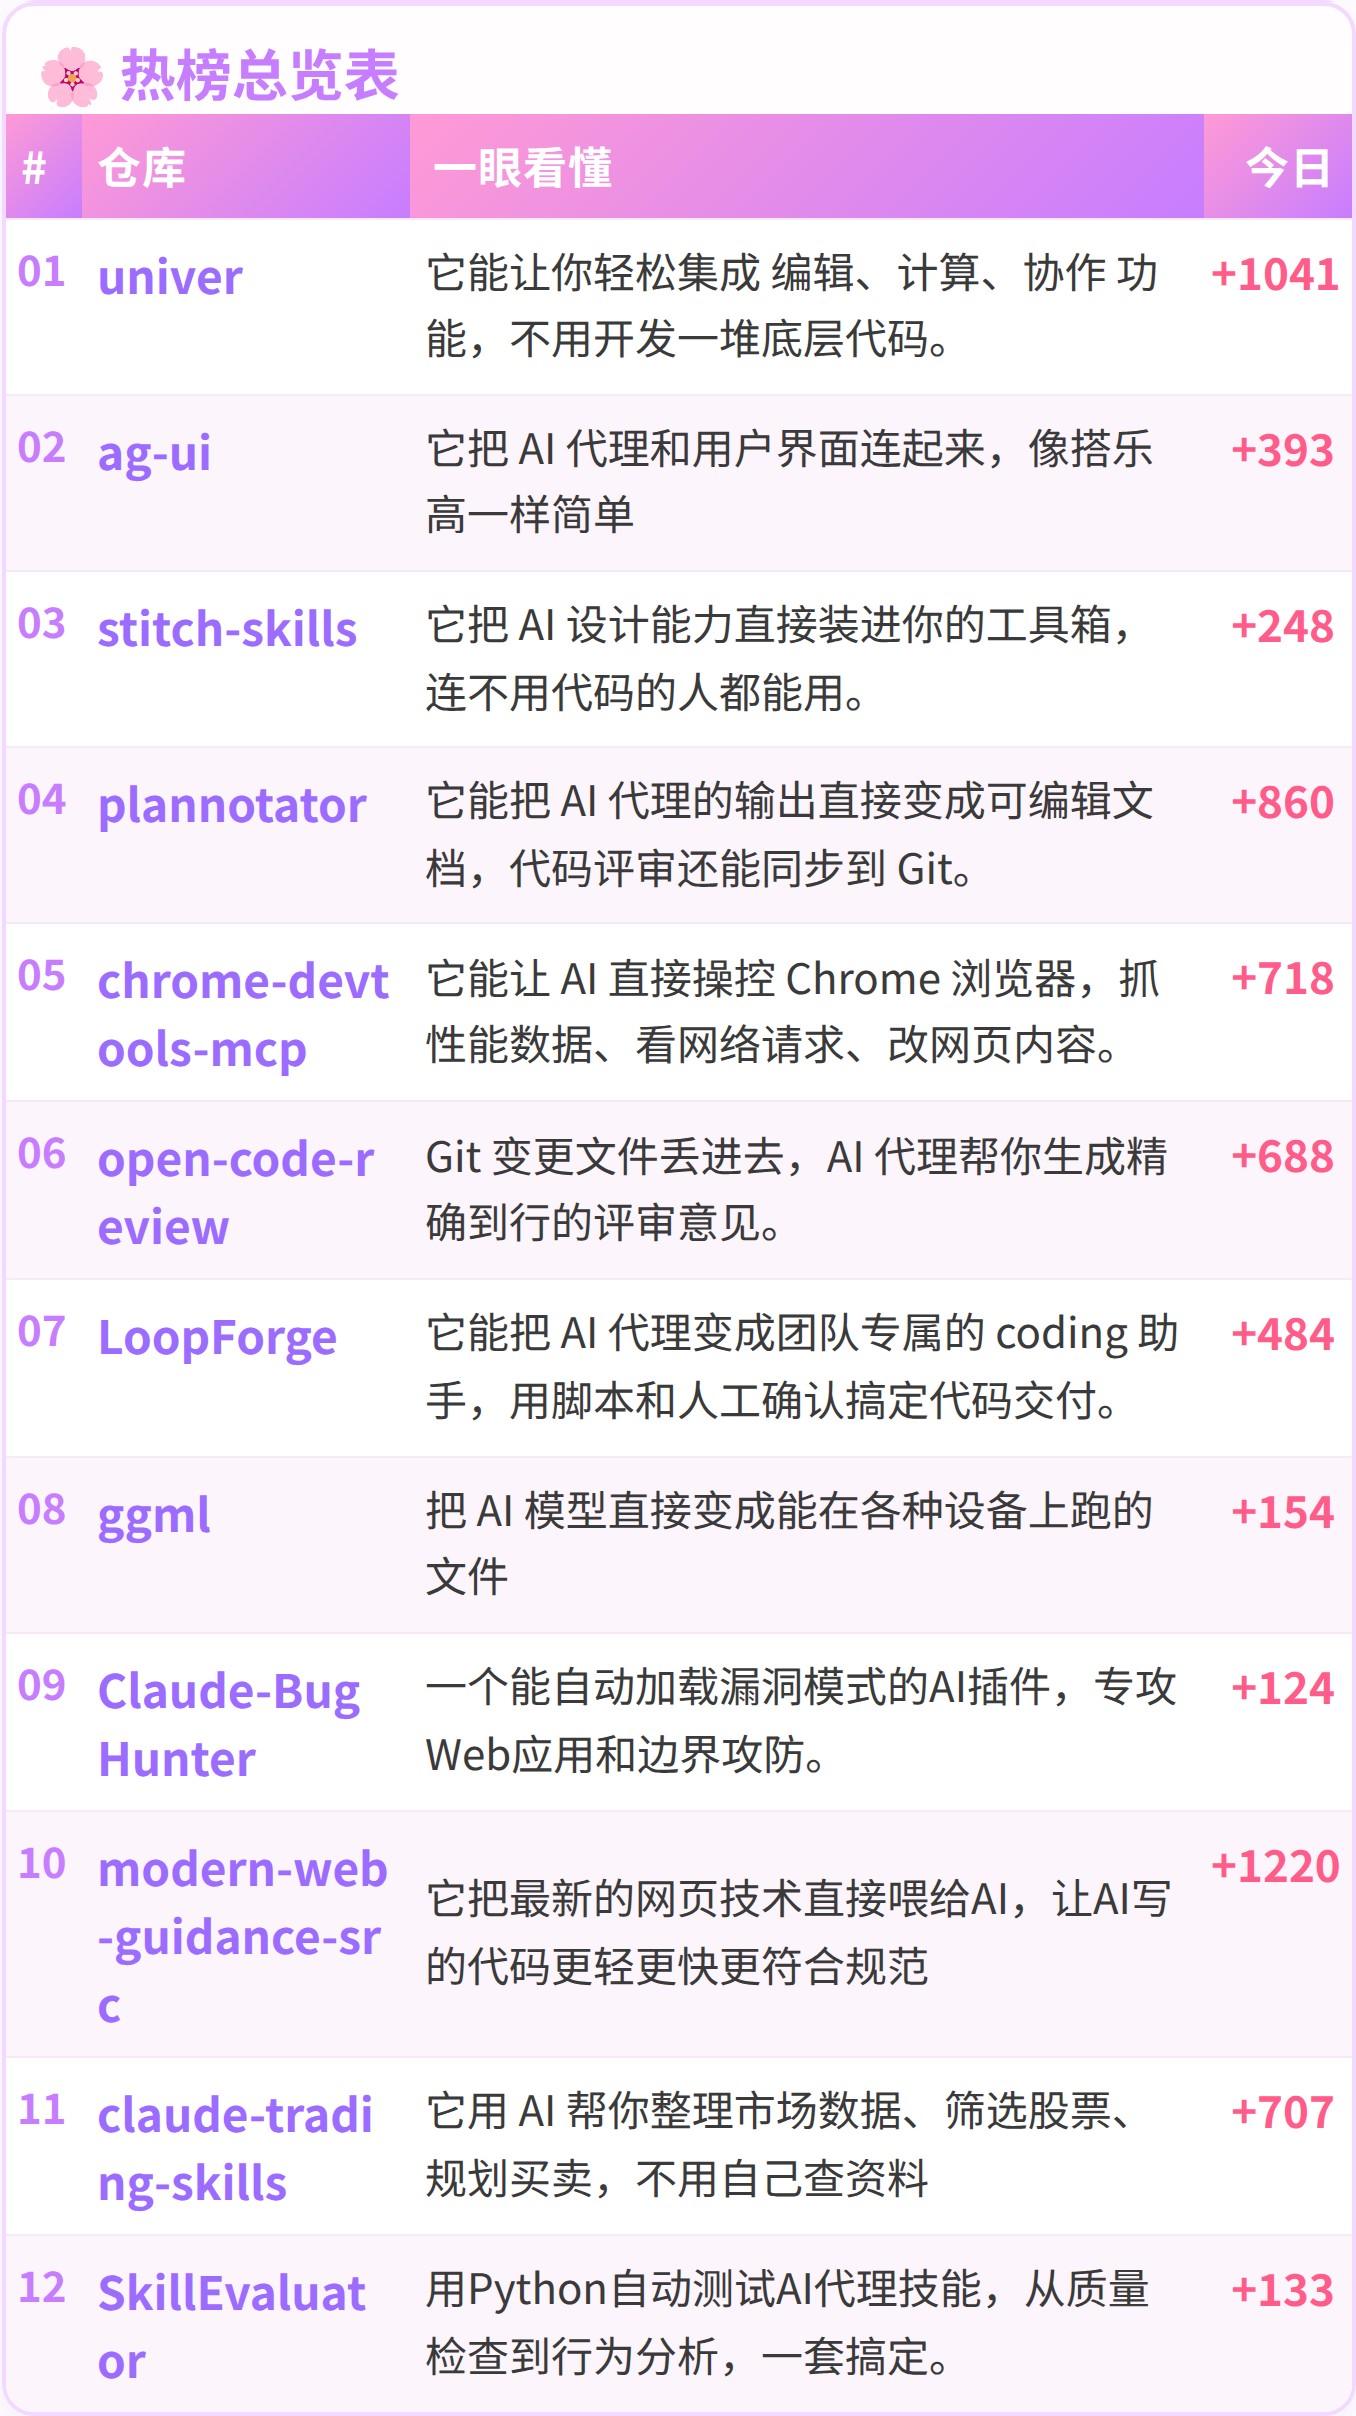 🌸 热榜总览表
# 仓库 一眼看懂 今日
01 univer 它能让你轻松集成 编辑、计算、协作 功 +1041
能，不用开发一堆底层代码。
02 ag-ui 它把 AI 代理和用户界面连起来，像搭乐 +393
高一样简单
03 stitch-skills 它把 AI 设计能力直接装进你的工具箱， +248
连不用代码的人都能用。
04 plannotator 它能把 AI 代理的输出直接变成可编辑文 +860
档，代码评审还能同步到 Git。
05 chrome-devt 它能让 AI 直接操控 Chrome 浏览器，抓 +718
ools-mcp 性能数据、看网络请求、改网页内容。
06 open-code-r Git 变更文件丢进去，AI 代理帮你生成精 +688
eview 确到行的评审意见。
07 LoopForge 它能把 AI 代理变成团队专属的 coding 助 +484
手，用脚本和人工确认搞定代码交付。
08 ggml 把 AI 模型直接变成能在各种设备上跑的 +154
文件
09 Claude-Bug 一个能自动加载漏洞模式的AI插件，专攻 +124
Hunter Web应用和边界攻防。
10 modern-web +1220
它把最新的网页技术直接喂给AI，让AI写
-guidance-sr
的代码更轻更快更符合规范
c
11 claude-tradi 它用 AI 帮你整理市场数据、筛选股票、 +707
ng-skills 规划买卖，不用自己查资料
12 SkillEvaluat 用Python自动测试AI代理技能，从质量 +133
or 检查到行为分析，一套搞定。